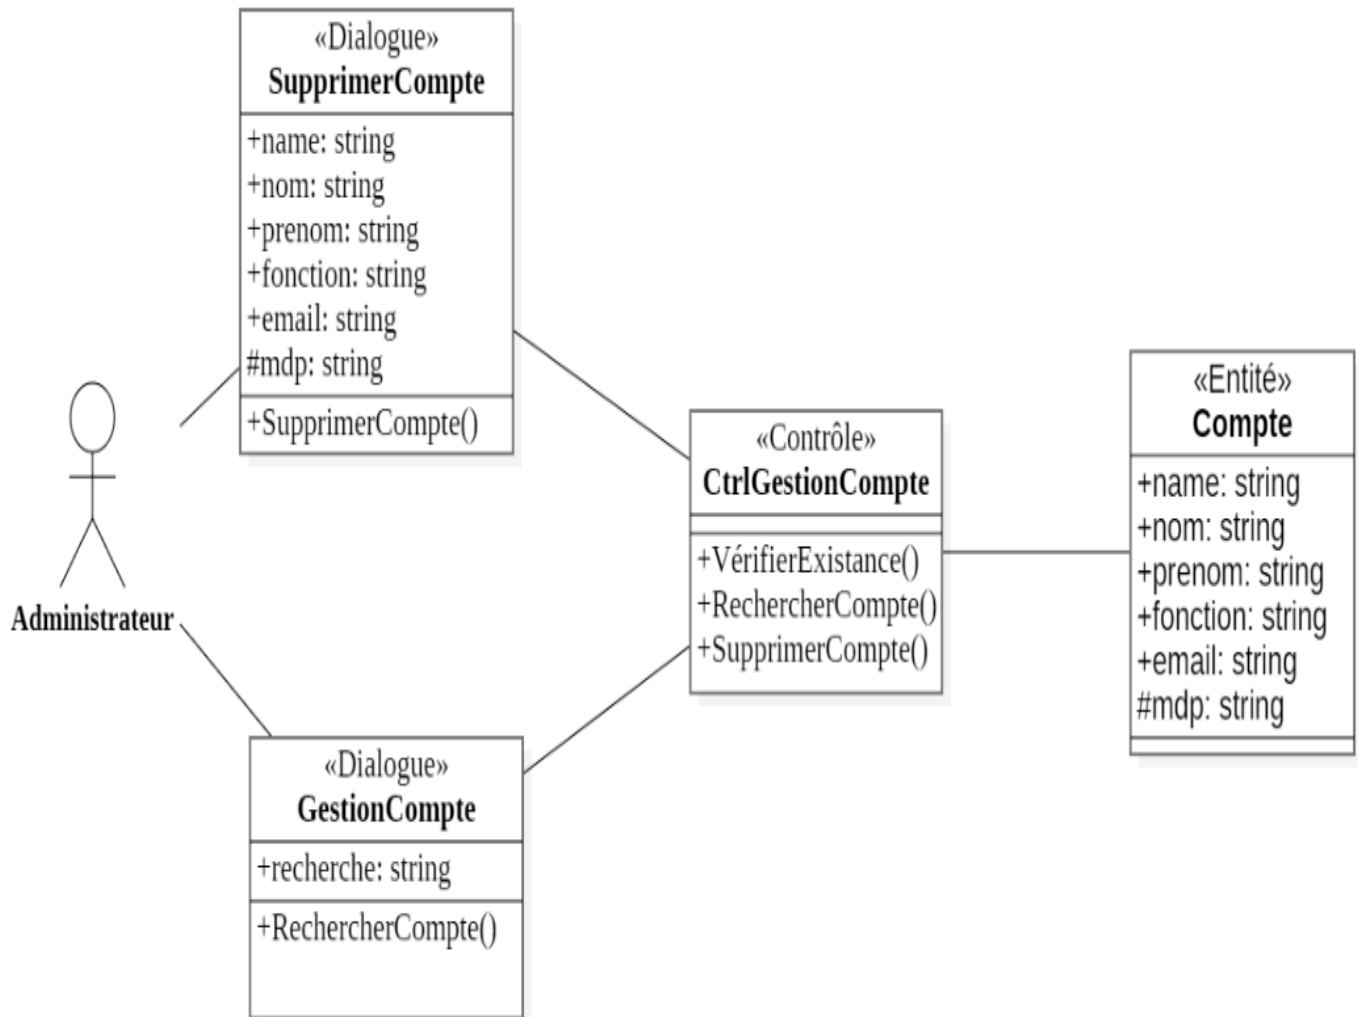 «Dialogue»
SupprimerCompte
+name: string
+nom: string
+prenom: string
+fonction: string
+email: string
#mdp: string
+SupprimerCompte()
Administrateur
«Dialogue»
GestionCompte
+recherche: string
+RechercherCompte()
«Contrôle»
CtrlGestionCompte
+VérifierExistance()
+RechercherCompte()
+SupprimerCompte()
«Entité»
Compte
+name: string
+nom: string
+prenom: string
+fonction: string
+email: string
#mdp: string